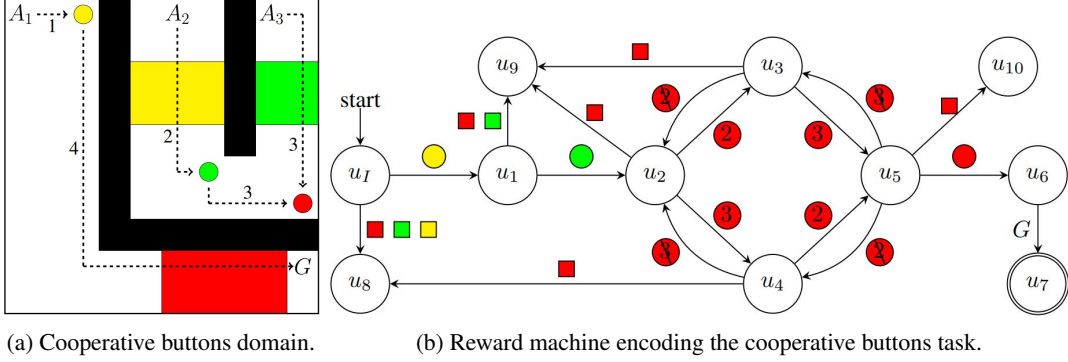 A₁ A₂ A₃
1
2
3
4
3
G
start
u_I
u₁
u₂
u₃
u₄
u₅
u₆
u₇
u₈
u₉
u₁₀
2
2
3
3
3
3
2
2
G
(a) Cooperative buttons domain.
(b) Reward machine encoding the cooperative buttons task.